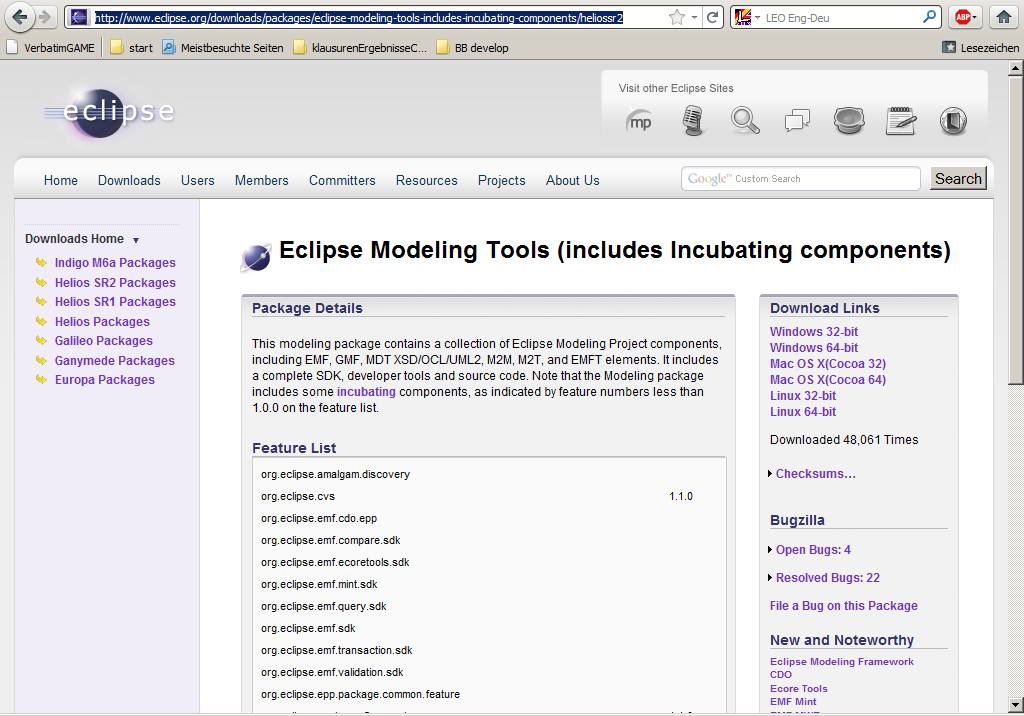 http://www.eclipse.org/downloads/packages/eclipse-modeling-tools-includes-incubating-components/heliossr2
LEO Eng-Deu
ABP
VerbatimGAME
start
Meistbesuchte Seiten
klausurenErgebnisseC...
BB develop
Lesezeichen
eclipse
Visit other Eclipse Sites
mp
Home Downloads Users Members Committers Resources Projects About Us
Google™ Custom Search
Search
Downloads Home
Indigo M6a Packages
Helios SR2 Packages
Helios SR1 Packages
Helios Packages
Galileo Packages
Ganymede Packages
Europa Packages
Eclipse Modeling Tools (includes Incubating components)
Package Details
This modeling package contains a collection of Eclipse Modeling Project components,
including EMF, GMF, MDT XSD/OCL/UML2, M2M, M2T, and EMFT elements. It includes
a complete SDK, developer tools and source code. Note that the Modeling package
includes some incubating components, as indicated by feature numbers less than
1.0.0 on the feature list.
Feature List
org.eclipse.amalgam.discovery
org.eclipse.cvs 1.1.0
org.eclipse.emf.cdo.epp
org.eclipse.emf.compare.sdk
org.eclipse.emf.ecoretools.sdk
org.eclipse.emf.mint.sdk
org.eclipse.emf.query.sdk
org.eclipse.emf.sdk
org.eclipse.emf.transaction.sdk
org.eclipse.emf.validation.sdk
org.eclipse.epp.package.common.feature
Download Links
Windows 32-bit
Windows 64-bit
Mac OS X(Cocoa 32)
Mac OS X(Cocoa 64)
Linux 32-bit
Linux 64-bit
Downloaded 48,061 Times
Checksums...
Bugzilla
Open Bugs: 4
Resolved Bugs: 22
File a Bug on this Package
New and Noteworthy
Eclipse Modeling Framework
CDO
Ecore Tools
EMF Mint